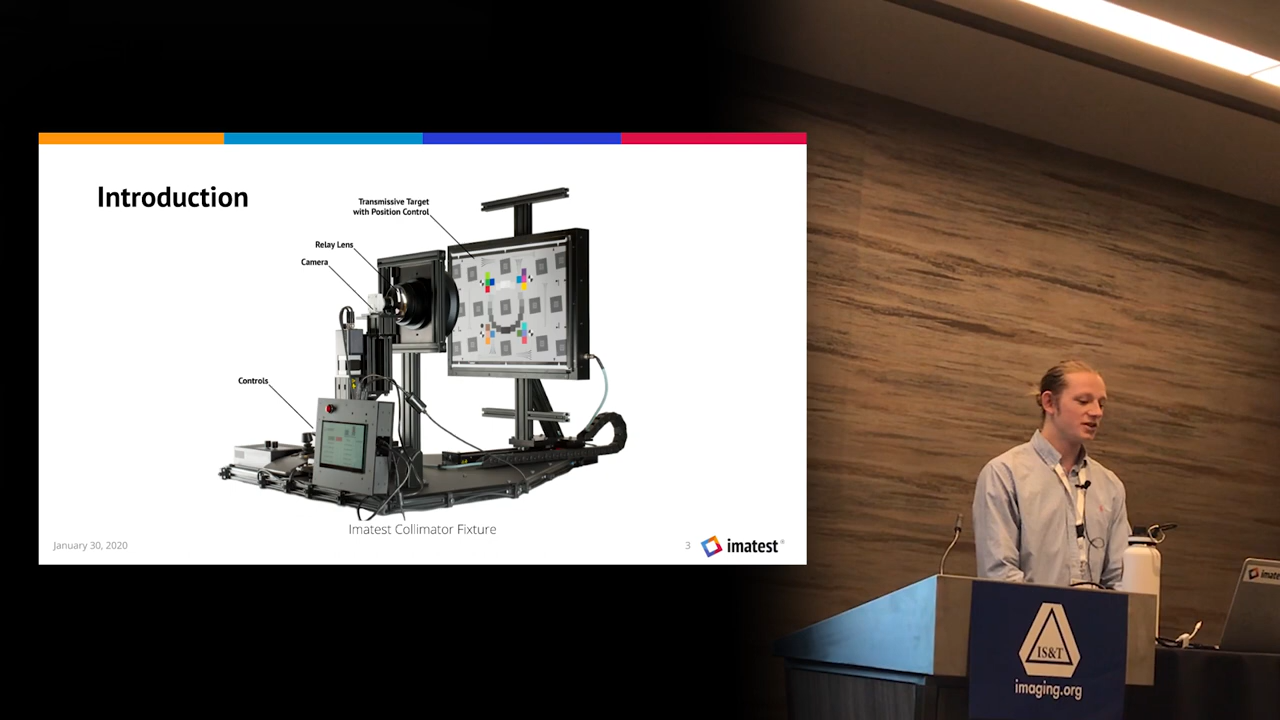 Introduction
Transmissive Target
with Position Control
Relay Lens
Camera
Controls
Imatest Collimator Fixture
January 30, 2020
3
imatest®
IS&T
imaging.org